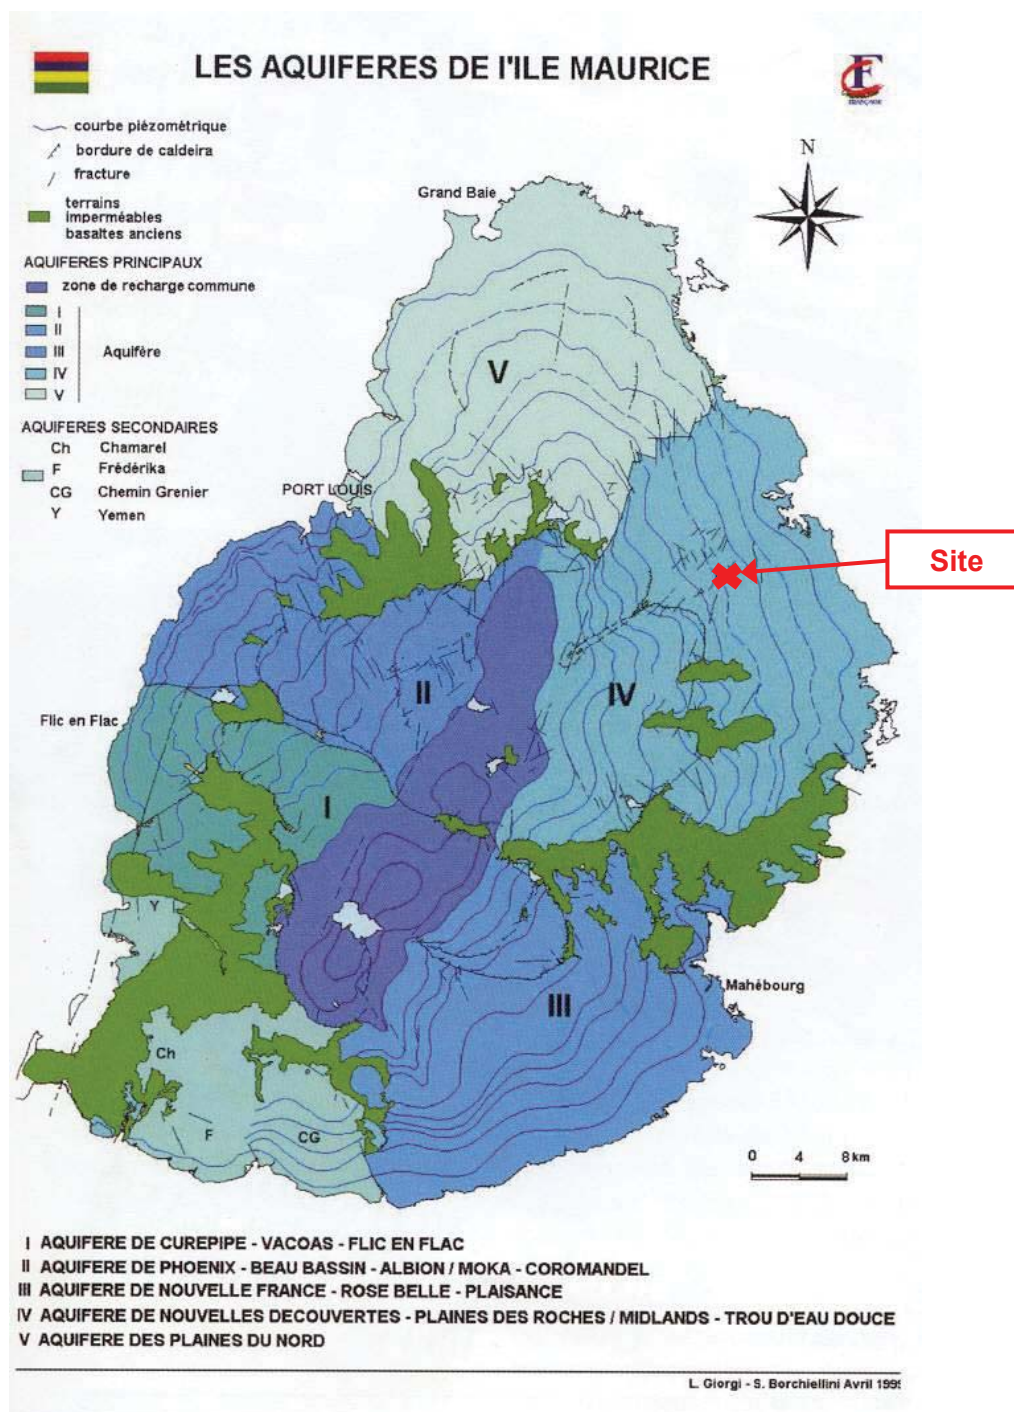 LES AQUIFERES DE l'ILE MAURICE
FRANÇAISE
courbe piézométrique
bordure de caldeira
fracture
terrains
imperméables
basaltes anciens
AQUIFERES PRINCIPAUX
zone de recharge commune
I
II
III
Aquifère
IV
V
AQUIFERES SECONDAIRES
Ch Chamarel
F Frédérika
CG Chemin Grenier
Y Yemen
N
Grand Baie
V
PORT LOUIS
Site
II
IV
Flic en Flac
I
Y
Mahébourg
III
Ch
F
CG
0 4 8 km
I AQUIFERE DE CUREPIPE - VACOAS - FLIC EN FLAC
II AQUIFERE DE PHOENIX - BEAU BASSIN - ALBION / MOKA - COROMANDEL
III AQUIFERE DE NOUVELLE FRANCE - ROSE BELLE - PLAISANCE
IV AQUIFERE DE NOUVELLES DECOUVERTES - PLAINES DES ROCHES / MIDLANDS - TROU D'EAU DOUCE
V AQUIFERE DES PLAINES DU NORD
L. Giorgi - S. Borchiellini Avril 1999